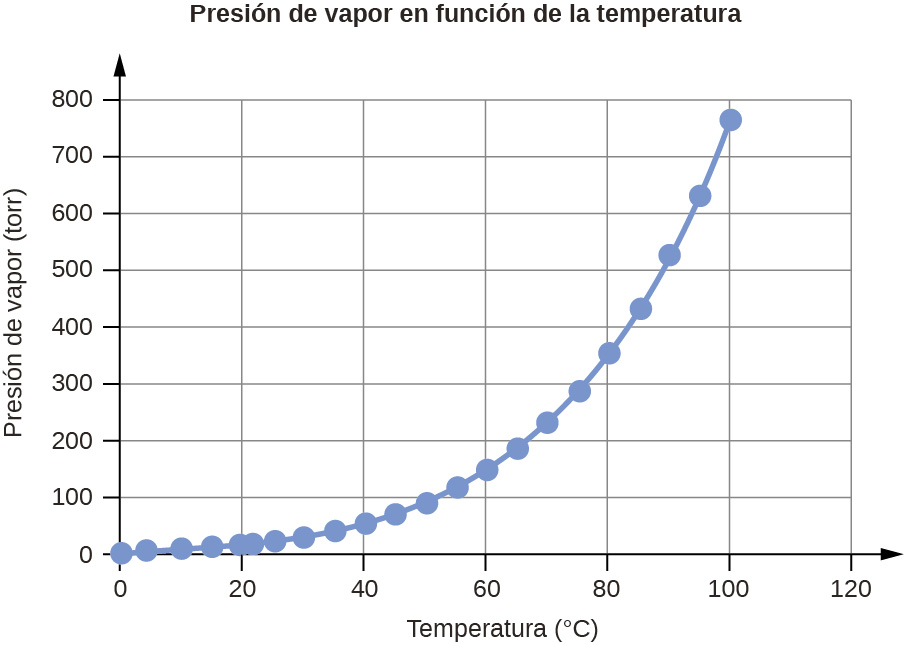 Presión de vapor en función de la temperatura
800
700
600
500
400
300
200
100
0
Presión de vapor (torr)
0 20 40 60 80 100 120
Temperatura (°C)